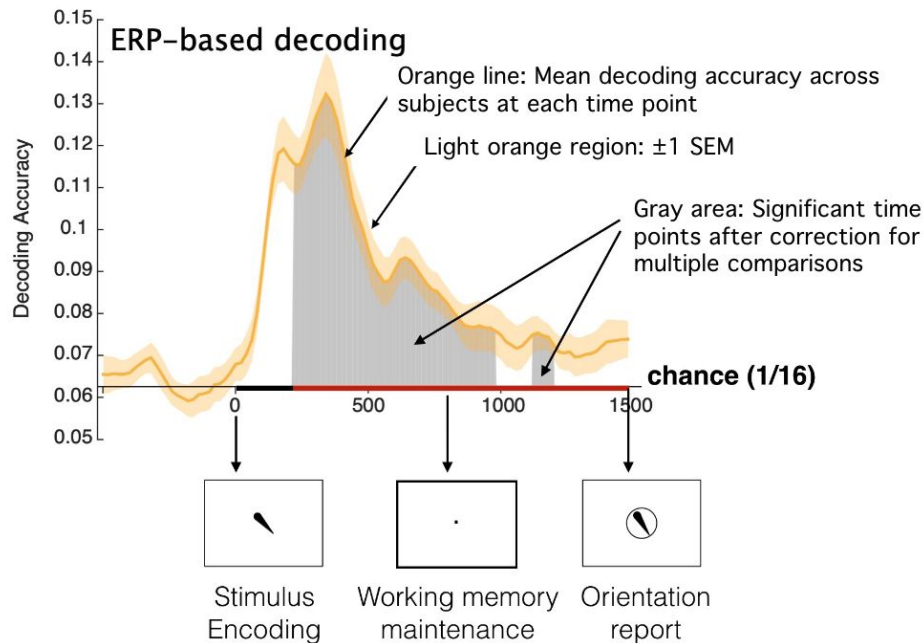 ERP-based decoding
0.15
0.14
0.13
0.12
0.11
0.1
0.09
0.08
0.07
0.06
0.05
Decoding Accuracy
Orange line: Mean decoding accuracy across
subjects at each time point
Light orange region: ±1 SEM
Gray area: Significant time
points after correction for
multiple comparisons
chance (1/16)
0
500
1000
1500
Stimulus
Encoding
Working memory
maintenance
Orientation
report